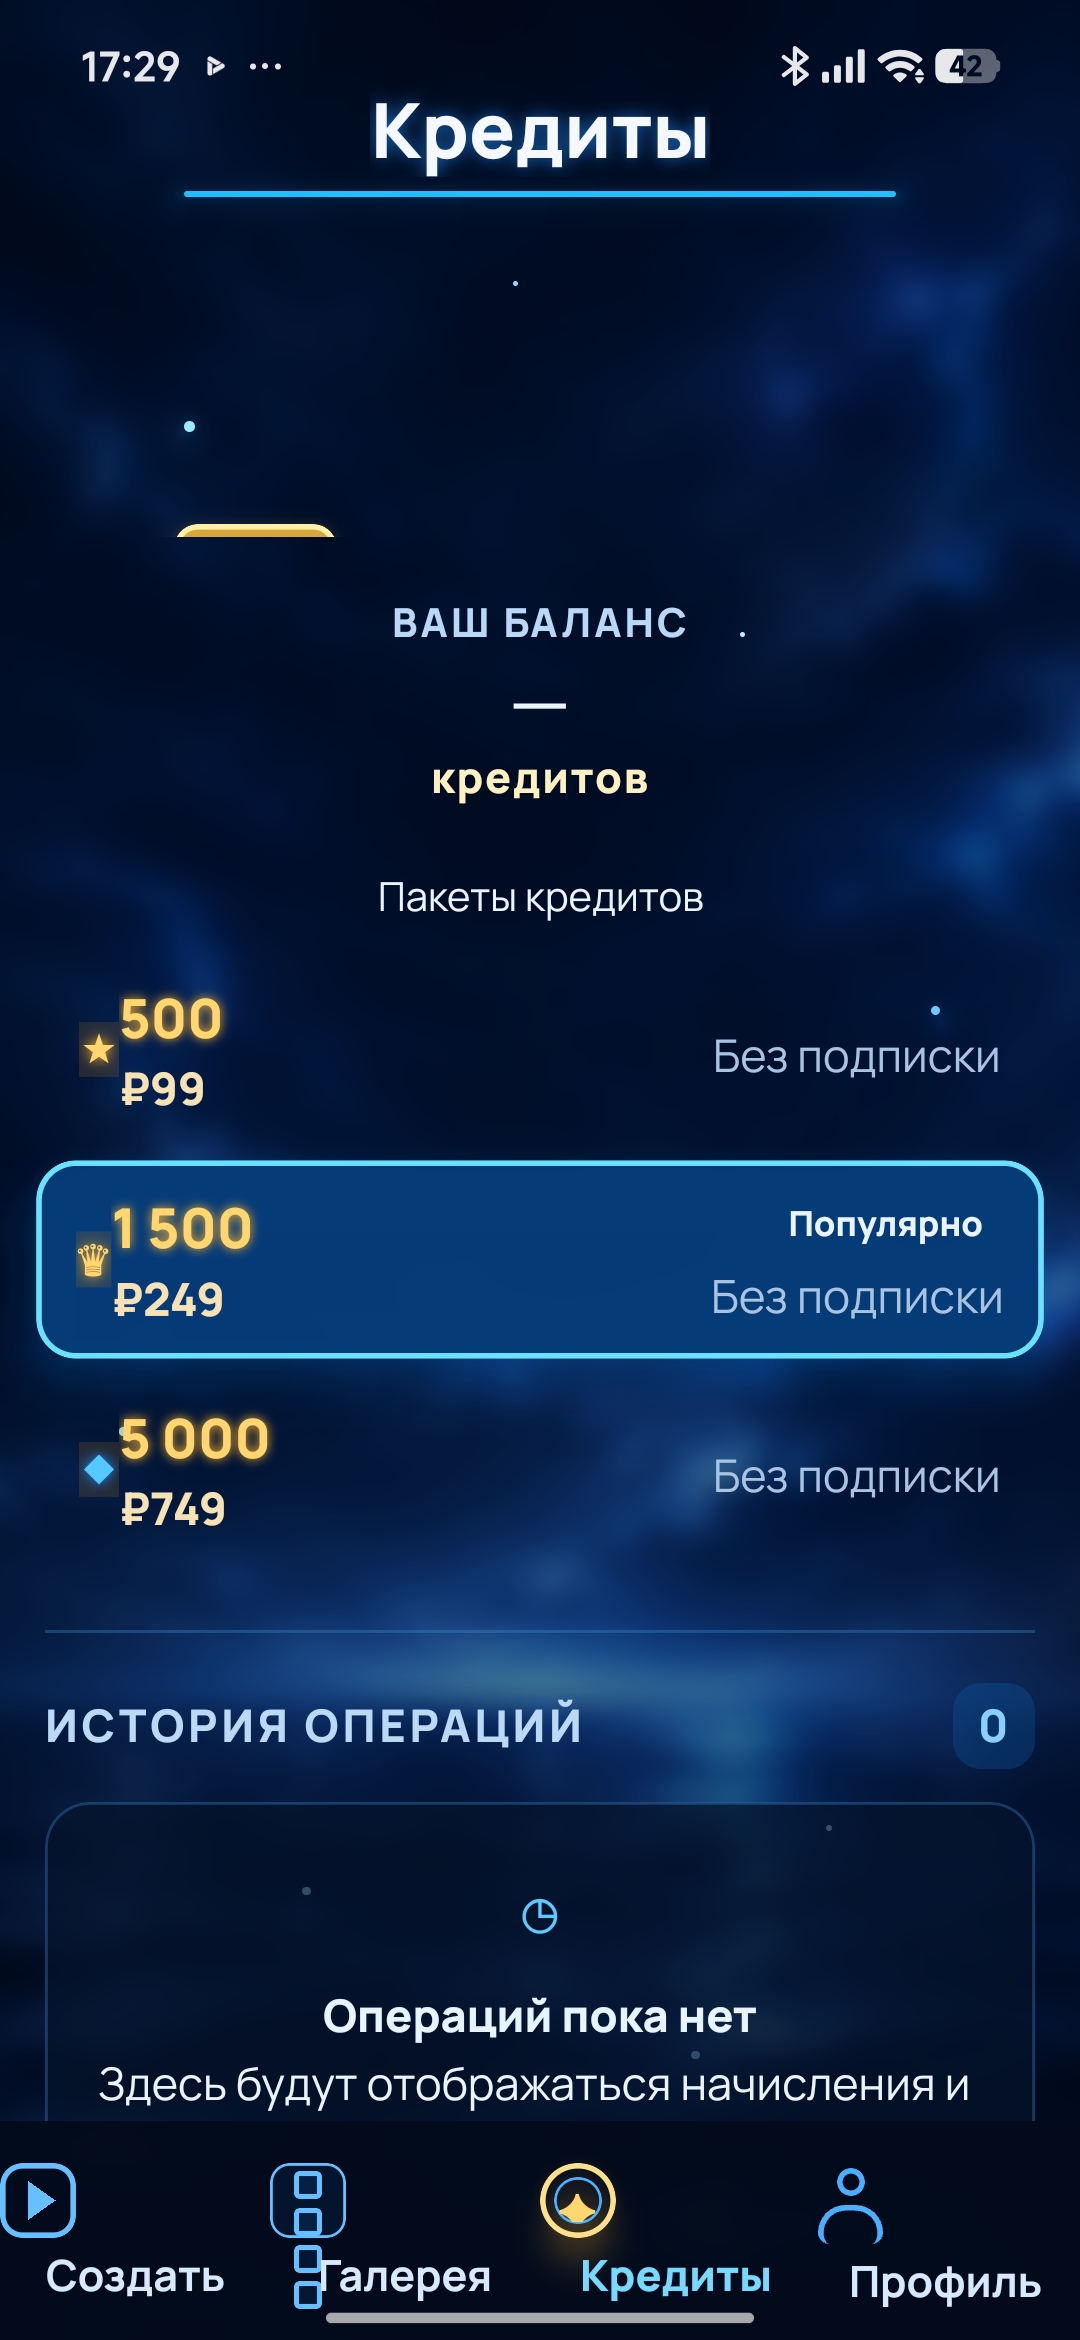 17:29
42
Кредиты
ВАШ БАЛАНС
—
кредитов
Пакеты кредитов
500
₽99
Без подписки
1 500
₽249
Популярно
Без подписки
5 000
₽749
Без подписки
ИСТОРИЯ ОПЕРАЦИЙ
0
Операций пока нет
Здесь будут отображаться начисления и
Создать
Галерея
Кредиты
Профиль